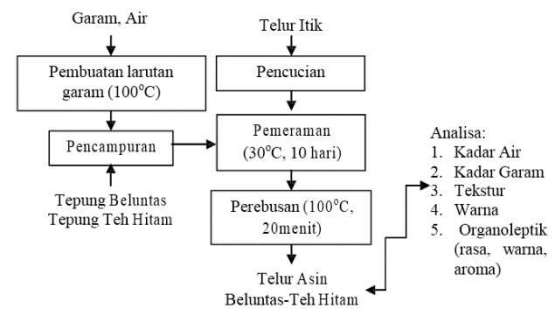 Garam, Air
Pembuatan larutan
garam (100°C)
Pencampuran
Tepung Beluntas
Tepung Teh Hitam
Telur Itik
Pencucian
Pemeraman
(30°C, 10 hari)
Perebusan (100°C,
20menit)
Telur Asin
Beluntas-Teh Hitam
Analisa:
1. Kadar Air
2. Kadar Garam
3. Tekstur
4. Warna
5. Organoleptik
(rasa, warna,
aroma)